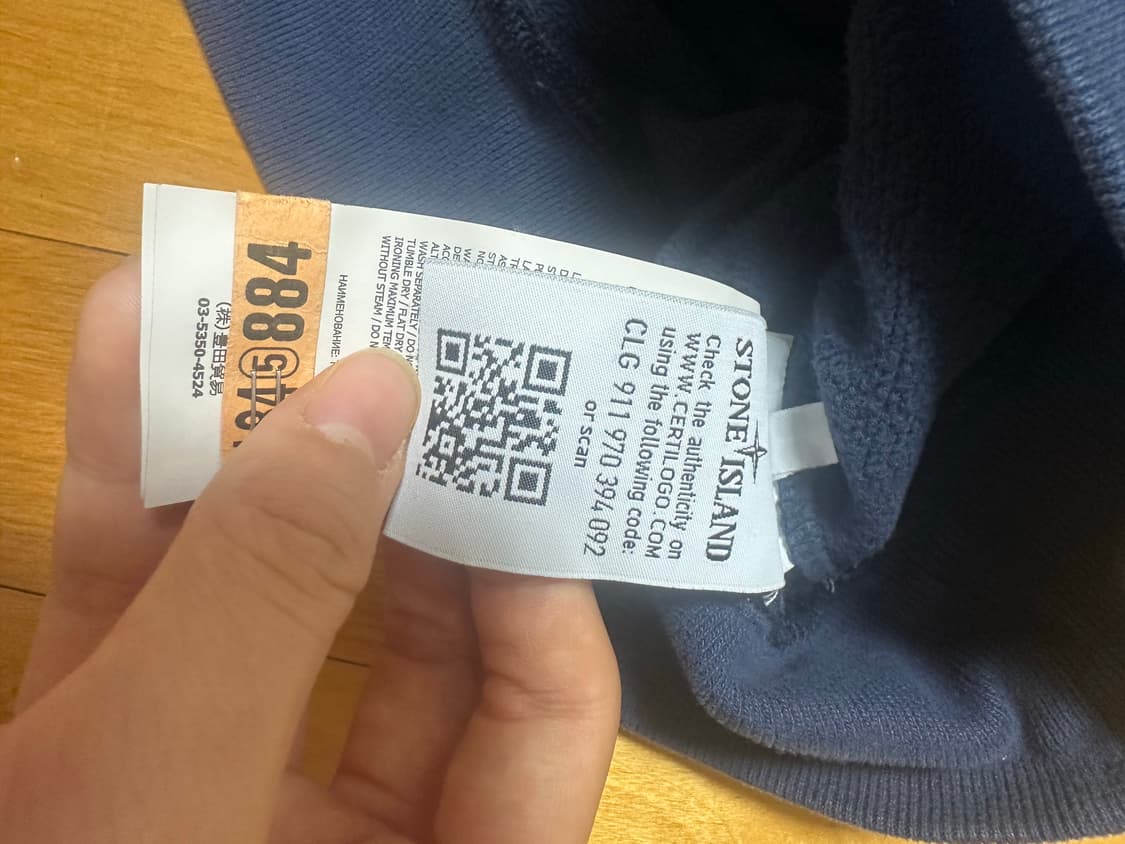 STONE ISLAND
Check the authenticity on
WWW.CERTILOGO.COM
using the following code:
CLG 911 970 394 092
or scan
WASH SEPARATELY / DO
TUMBLE DRY / FLAT DRY
IRONING MAXIMUM
WITHOUT STEAM / DO
НАИМЕНОВАНИЕ:
884
(株)豊田貿易
03-5350-4524